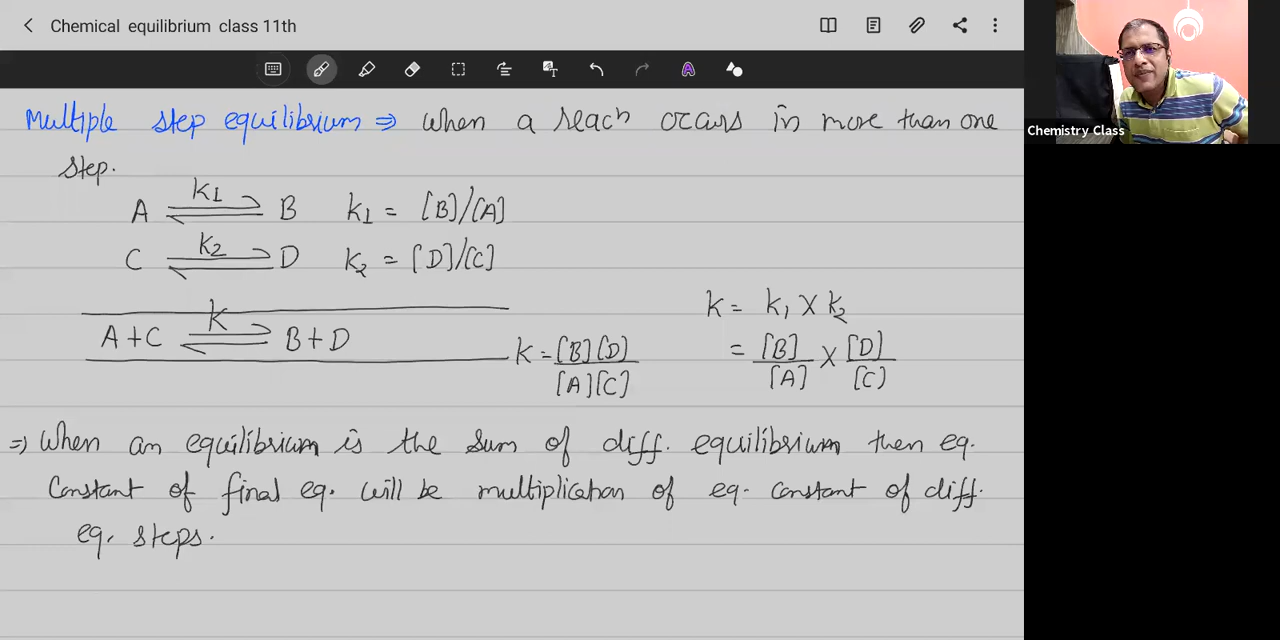 Chemical equilibrium class 11th
Chemistry Class
Multiple step equilibrium ⇒ When a reacn occurs in more than one
step.
A ⇌ B K1 K1 = [B]/[A]
C ⇌ D K2 K2 = [D]/[C]
A+C ⇌ B+D K
K = [B][D]/[A][C]
K = K1 X K2
= [B]/[A] X [D]/[C]
⇒ When an equilibrium is the sum of diff. equilibrium then eq.
Constant of final eq. will be multiplication of eq. constant of diff.
eq. steps.